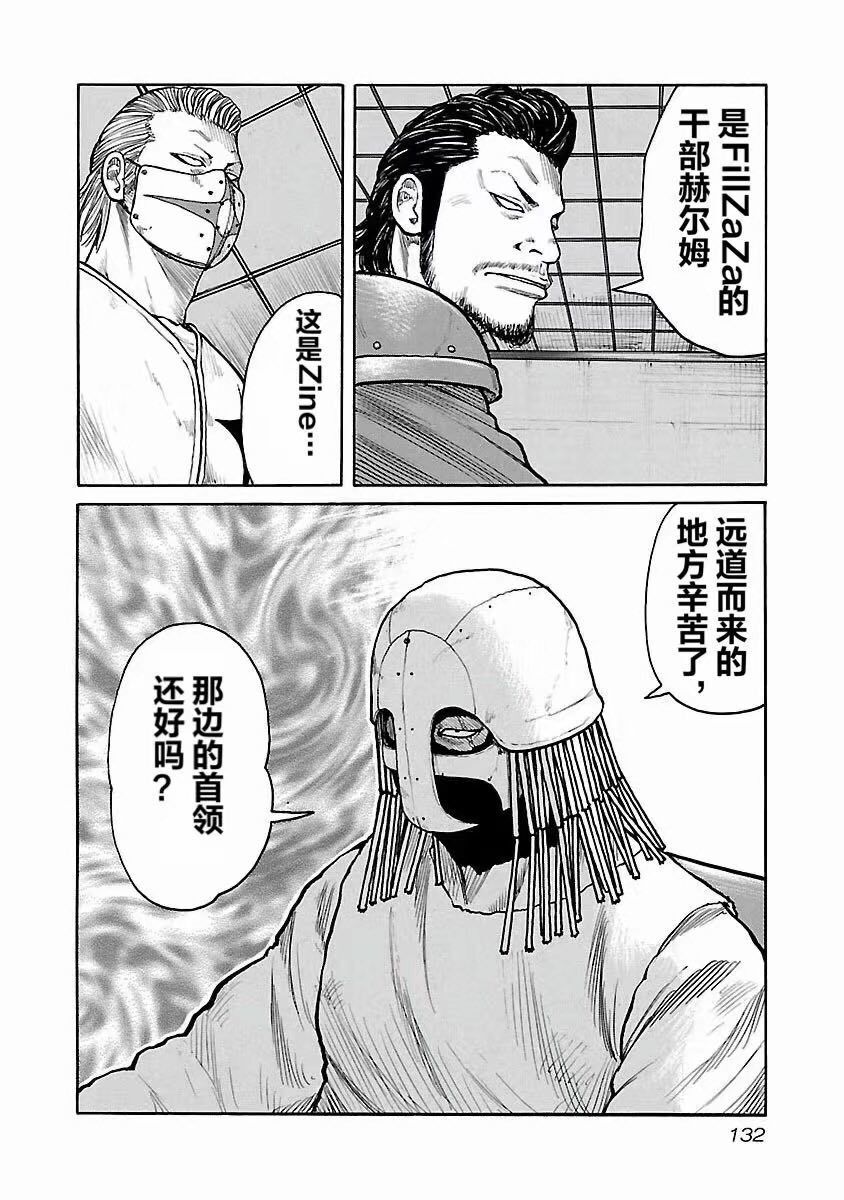 是FillZaZa的
干部赫尔姆
这是Zine…
远道而来的
地方辛苦了，
那边的首领
还好吗？
132